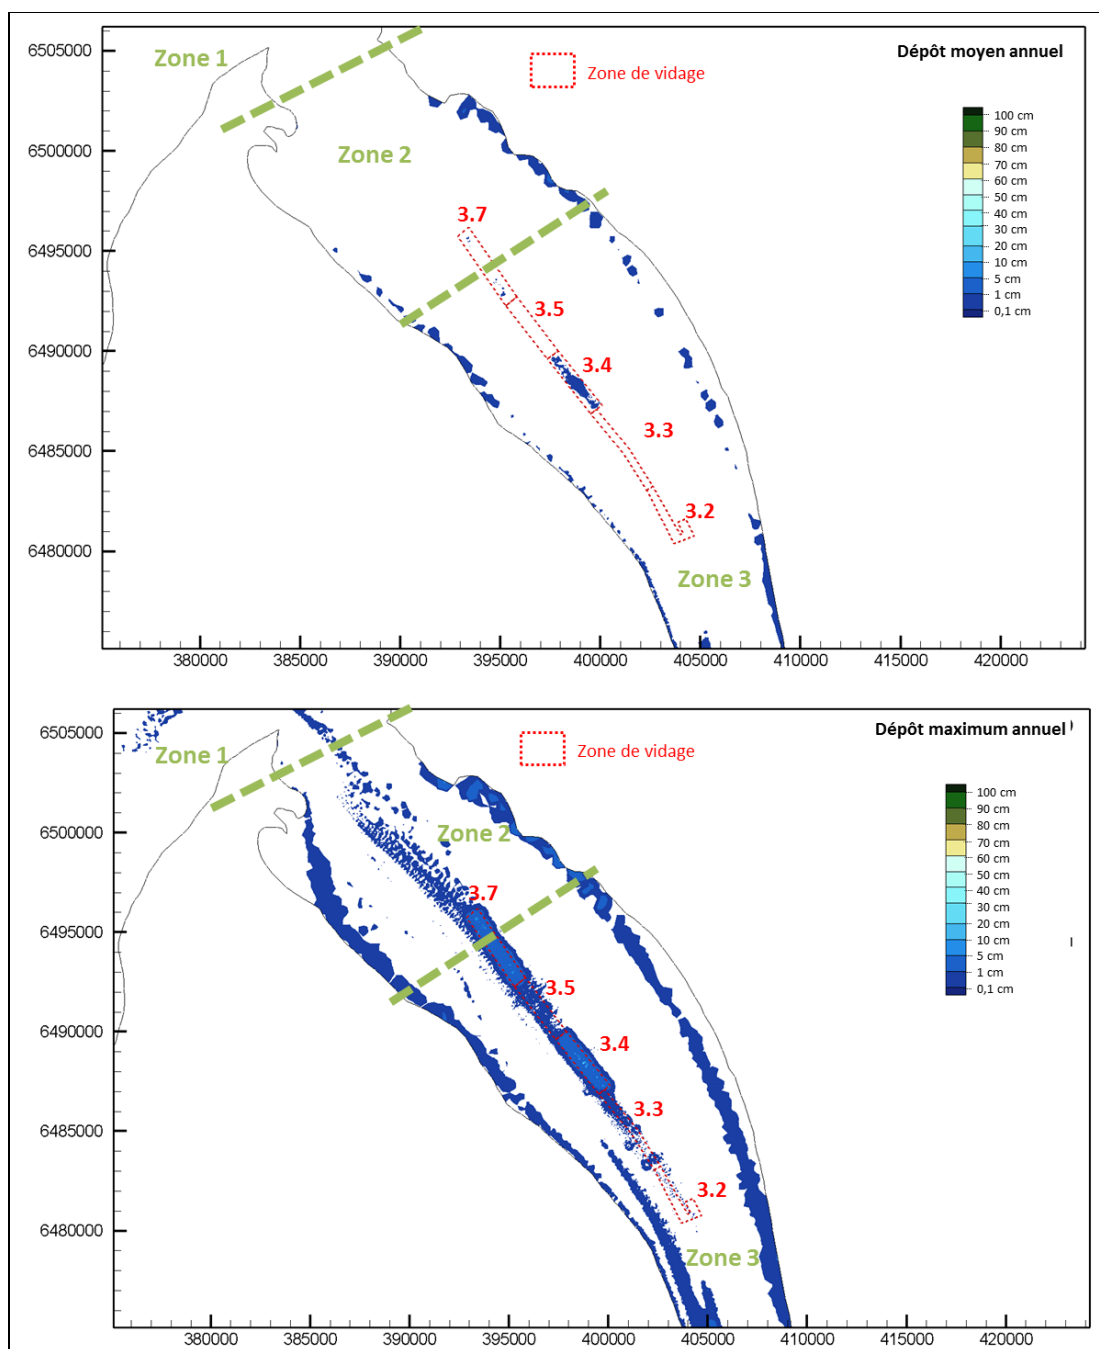 Dépôt moyen annuel
Zone 1
Zone de vidage
Zone 2
3.7
3.5
3.4
3.3
3.2
Zone 3
6505000
6500000
6495000
6490000
6485000
6480000
380000 385000 390000 395000 400000 405000 410000 415000 420000
100 cm
90 cm
80 cm
70 cm
60 cm
50 cm
40 cm
30 cm
20 cm
10 cm
5 cm
1 cm
0,1 cm
Dépôt maximum annuel
Zone 1
Zone de vidage
Zone 2
3.7
3.5
3.4
3.3
3.2
Zone 3
6505000
6500000
6495000
6490000
6485000
6480000
380000 385000 390000 395000 400000 405000 410000 415000 420000
100 cm
90 cm
80 cm
70 cm
60 cm
50 cm
40 cm
30 cm
20 cm
10 cm
5 cm
1 cm
0,1 cm